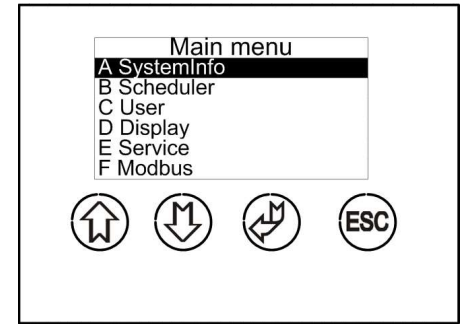 Main menu
A SystemInfo
B Scheduler
C User
D Display
E Service
F Modbus
ESC